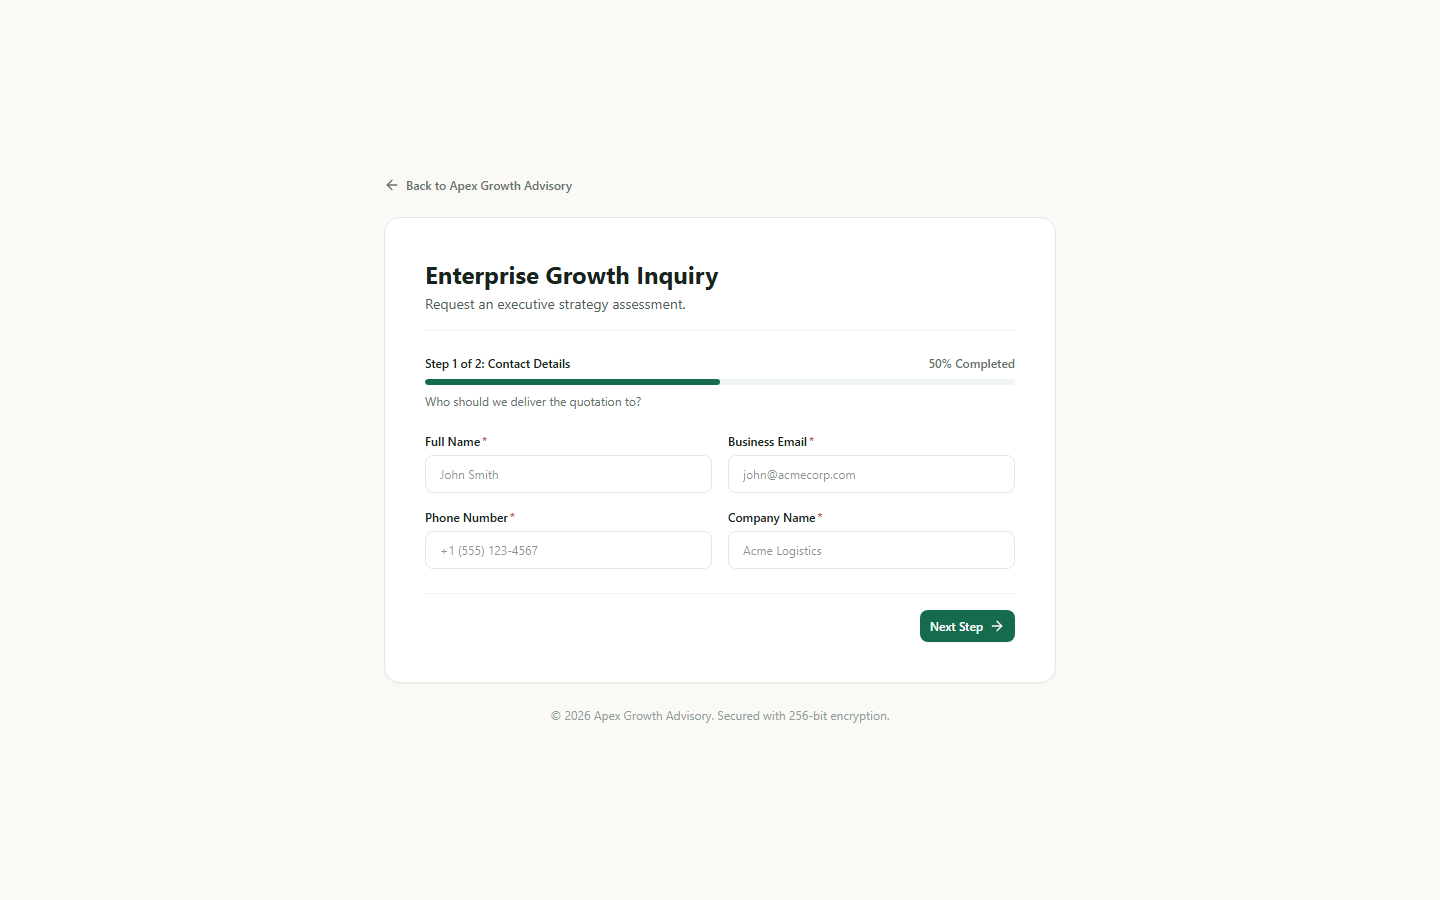 Back to Apex Growth Advisory
Enterprise Growth Inquiry
Request an executive strategy assessment.
Step 1 of 2: Contact Details
50% Completed
Who should we deliver the quotation to?
Full Name*
Business Email*
John Smith
john@acmecorp.com
Phone Number*
Company Name*
+1 (555) 123-4567
Acme Logistics
Next Step
© 2026 Apex Growth Advisory. Secured with 256-bit encryption.